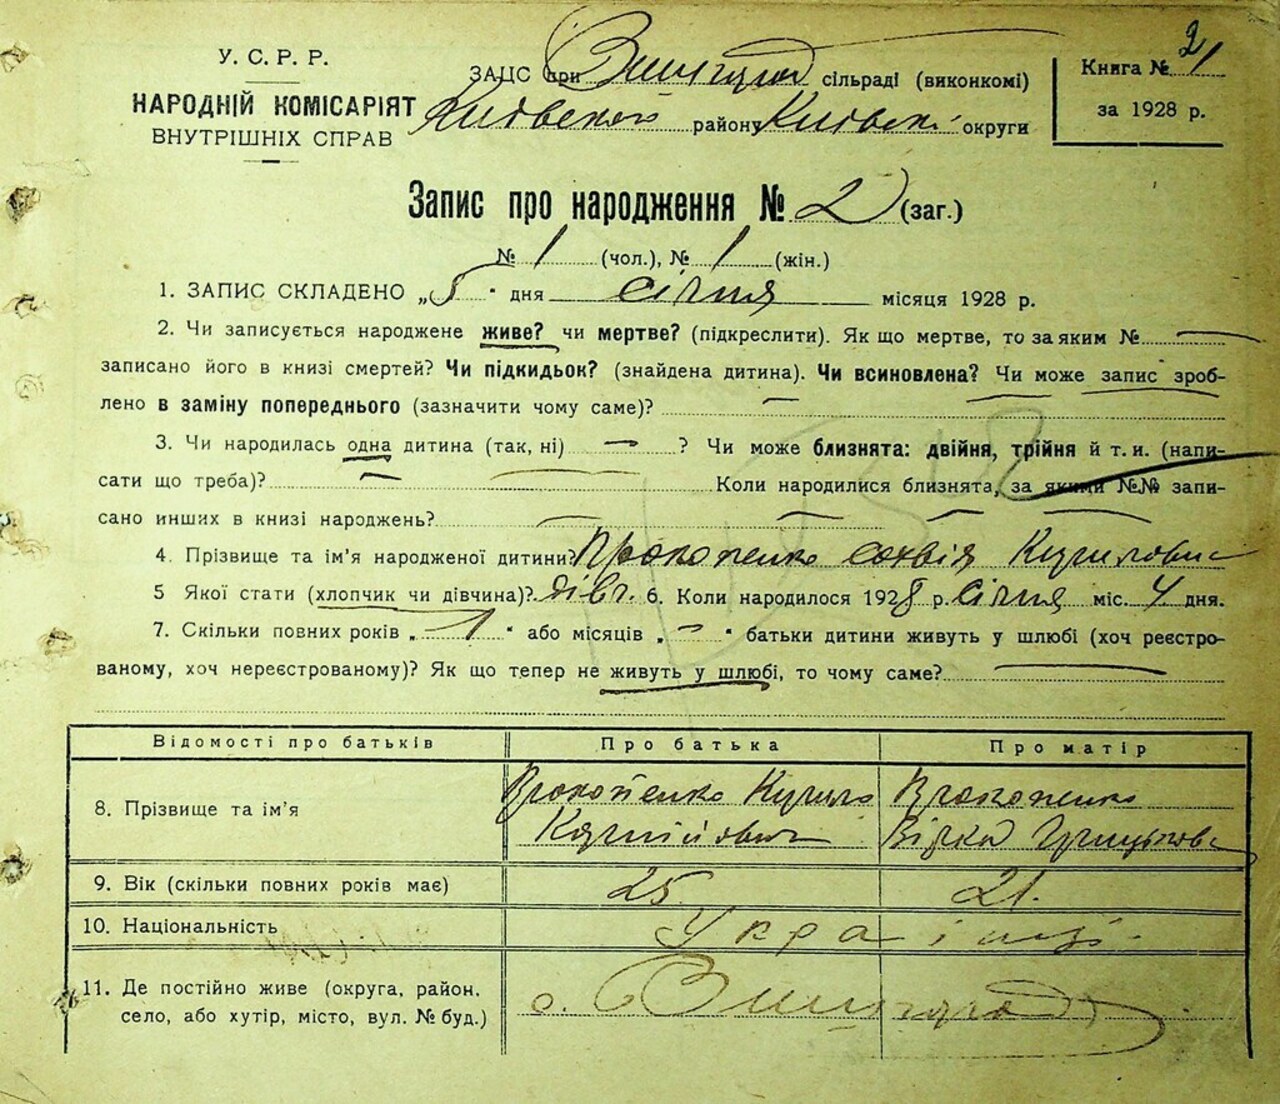 У. С. Р. Р.
НАРОДНІЙ КОМІСАРІЯТ
ВНУТРІШНІХ СПРАВ
ЗАЦС при Вишгород сільраді (виконкомі)
Київського району Київської округи
Книга № 1
2
за 1928 р.
Запис про народження № 2 (заг.)
№ 1 (чол.), № 1 (жін.)
1. ЗАПИС СКЛАДЕНО „5" дня січня місяця 1928 р.
2. Чи записується народжене живе? чи мертве? (підкреслити). Як що мертве, то за яким № —
записано його в книзі смертей? Чи підкидьок? (знайдена дитина). Чи всиновлена? Чи може запис зроб-
лено в заміну попереднього (зазначити чому саме)? —
3. Чи народилась одна дитина (так, ні) — ? Чи може близнята: двійня, трійня й т. и. (напи-
сати що треба)? — Коли народилися близнята, за якими №№ запи-
сано инших в книзі народжень? —
4. Прізвище та ім'я народженої дитини? Прокопенко Софія Кириловна
5 Якої стати (хлопчик чи дівчина)? дівч. 6. Коли народилося 1928 р. січня міс. 4 дня.
7. Скільки повних років „ 1 " або місяців „ — " батьки дитини живуть у шлюбі (хоч реєстро-
ваному, хоч нереєстрованому)? Як що тепер не живуть у шлюбі, то чому саме? —
Відомості про батьків Про батька Про матір
8. Прізвище та ім'я Прокопенко Кирило Прокопенко
Вірка
9. Вік (скільки повних років має) 25 21.
10. Національність Українці.
11. Де постійно живе (округа, район,
село, або хутір, місто, вул. № буд.) с. Вишгород